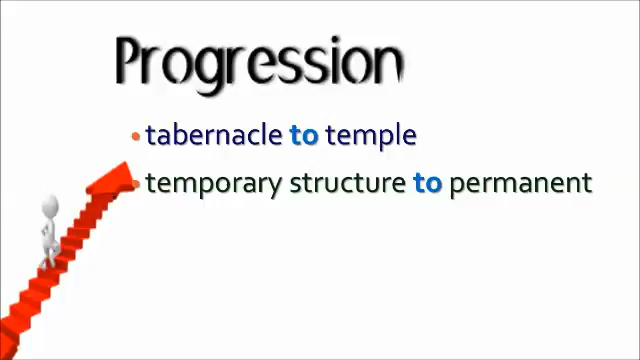 Progression
• tabernacle to temple
• temporary structure to permanent